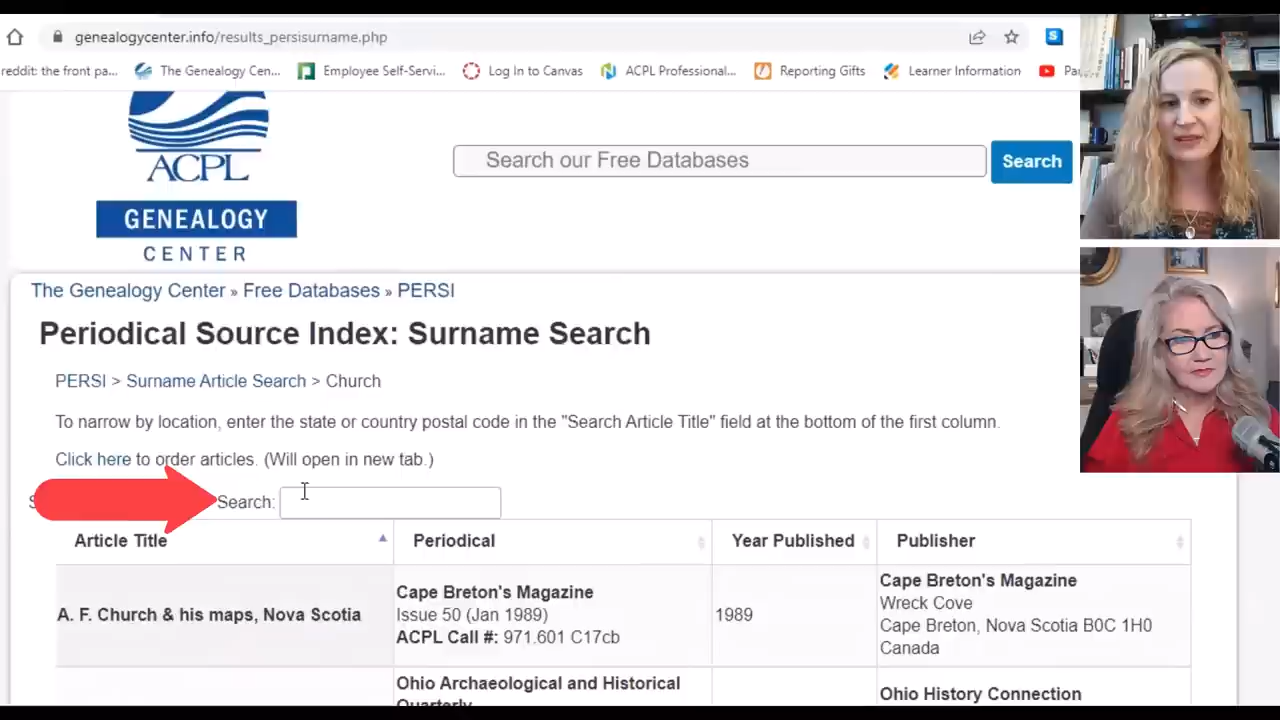 genealogycenter.info/results_persisurname.php
S
reddit: the front pa...
The Genealogy Cen...
Employee Self-Servi...
Log In to Canvas
ACPL Professional...
Reporting Gifts
Learner Information
ACPL
GENEALOGY
CENTER
Search our Free Databases
Search
The Genealogy Center » Free Databases » PERSI
Periodical Source Index: Surname Search
PERSI > Surname Article Search > Church
To narrow by location, enter the state or country postal code in the "Search Article Title" field at the bottom of the first column.
Click here to order articles. (Will open in new tab.)
Search:
Article Title Periodical Year Published Publisher
A. F. Church & his maps, Nova Scotia
Cape Breton's Magazine
Issue 50 (Jan 1989)
ACPL Call #: 971.601 C17cb
1989
Cape Breton's Magazine
Wreck Cove
Cape Breton, Nova Scotia B0C 1H0
Canada
Ohio Archaeological and Historical
Quarterly
Ohio History Connection